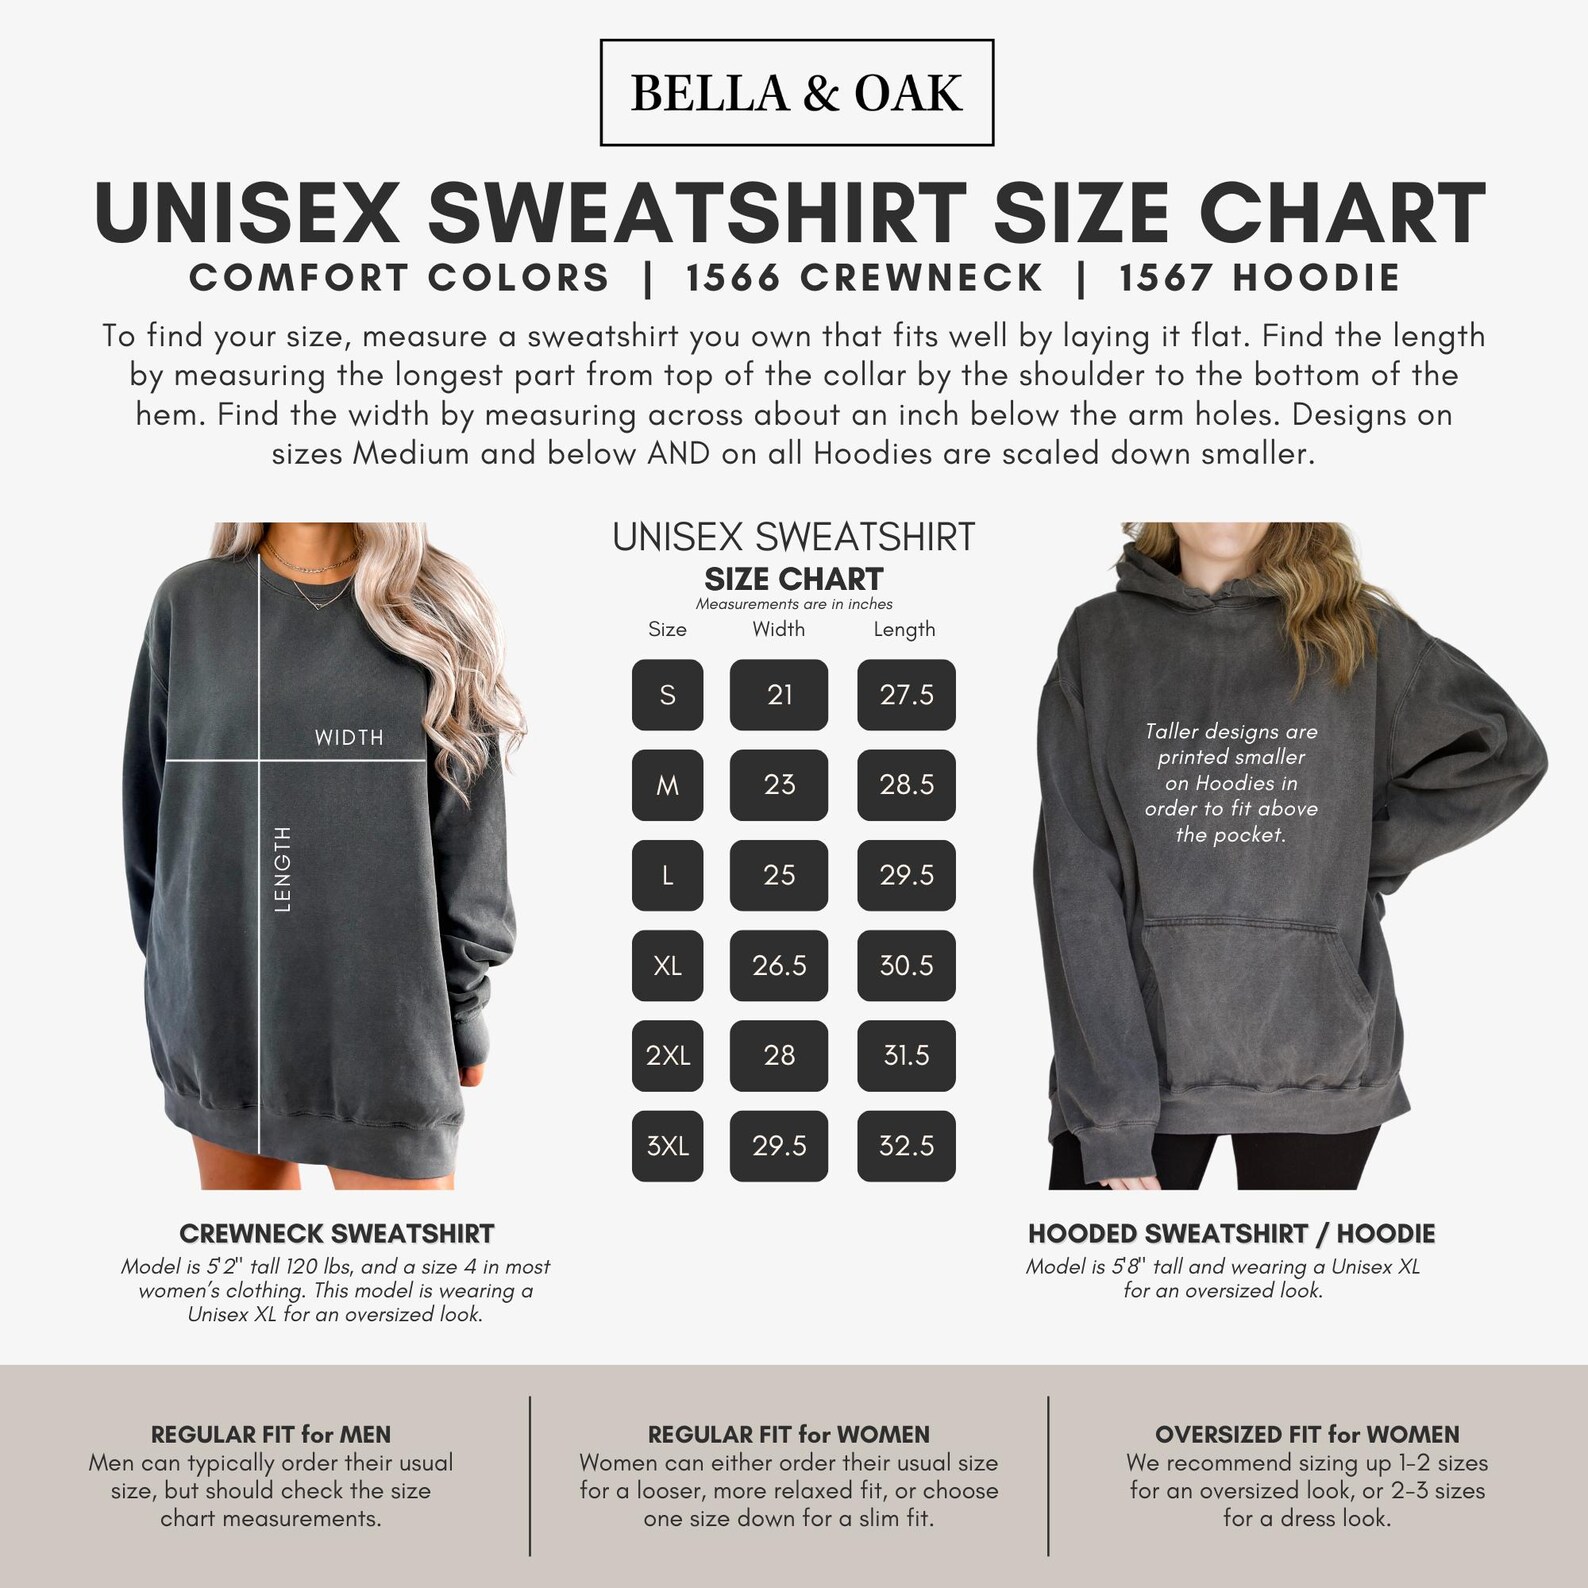 BELLA & OAK
UNISEX SWEATSHIRT SIZE CHART
COMFORT COLORS | 1566 CREWNECK | 1567 HOODIE
To find your size, measure a sweatshirt you own that fits well by laying it flat. Find the length
by measuring the longest part from top of the collar by the shoulder to the bottom of the
hem. Find the width by measuring across about an inch below the arm holes. Designs on
sizes Medium and below AND on all Hoodies are scaled down smaller.
WIDTH
LENGTH
UNISEX SWEATSHIRT
SIZE CHART
Measurements are in inches
Size Width Length
S 21 27.5
M 23 28.5
L 25 29.5
XL 26.5 30.5
2XL 28 31.5
3XL 29.5 32.5
Taller designs are
printed smaller
on Hoodies in
order to fit above
the pocket.
CREWNECK SWEATSHIRT
Model is 5'2" tall 120 lbs, and a size 4 in most
women's clothing. This model is wearing a
Unisex XL for an oversized look.
HOODED SWEATSHIRT / HOODIE
Model is 5'8" tall and wearing a Unisex XL
for an oversized look.
REGULAR FIT for MEN
Men can typically order their usual
size, but should check the size
chart measurements.
REGULAR FIT for WOMEN
Women can either order their usual size
for a looser, more relaxed fit, or choose
one size down for a slim fit.
OVERSIZED FIT for WOMEN
We recommend sizing up 1-2 sizes
for an oversized look, or 2-3 sizes
for a dress look.